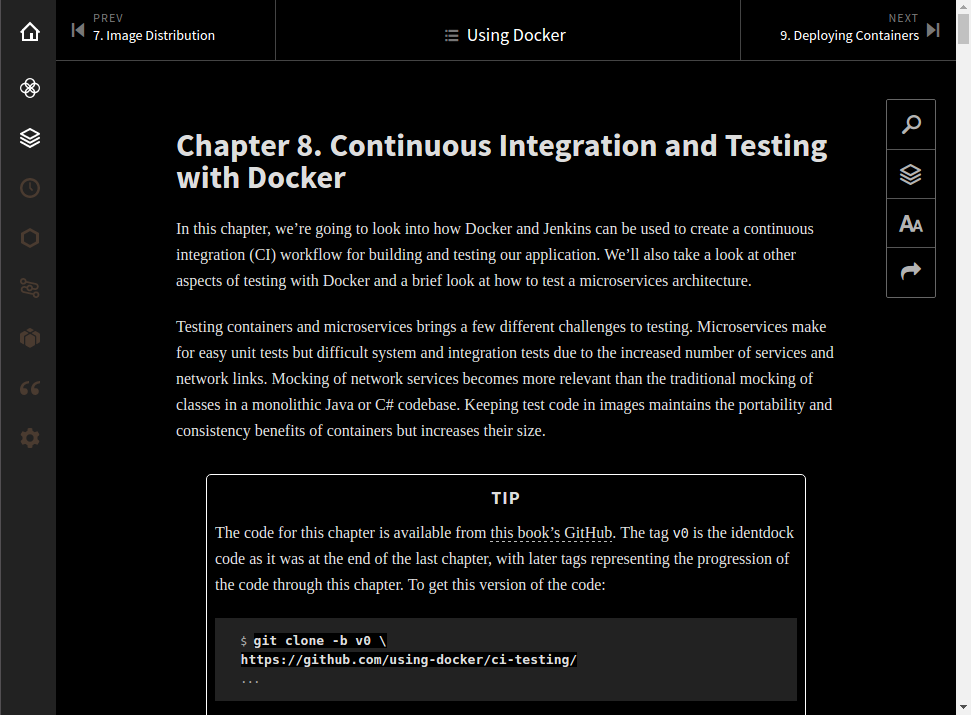 PREV
7. Image Distribution
Using Docker
NEXT
9. Deploying Containers
Chapter 8. Continuous Integration and Testing
with Docker
In this chapter, we’re going to look into how Docker and Jenkins can be used to create a continuous
integration (CI) workflow for building and testing our application. We’ll also take a look at other
aspects of testing with Docker and a brief look at how to test a microservices architecture.
Testing containers and microservices brings a few different challenges to testing. Microservices make
for easy unit tests but difficult system and integration tests due to the increased number of services and
network links. Mocking of network services becomes more relevant than the traditional mocking of
classes in a monolithic Java or C# codebase. Keeping test code in images maintains the portability and
consistency benefits of containers but increases their size.
TIP
The code for this chapter is available from this book’s GitHub. The tag v0 is the identdock
code as it was at the end of the last chapter, with later tags representing the progression of
the code through this chapter. To get this version of the code:
$ git clone -b v0 \
https://github.com/using-docker/ci-testing/
...